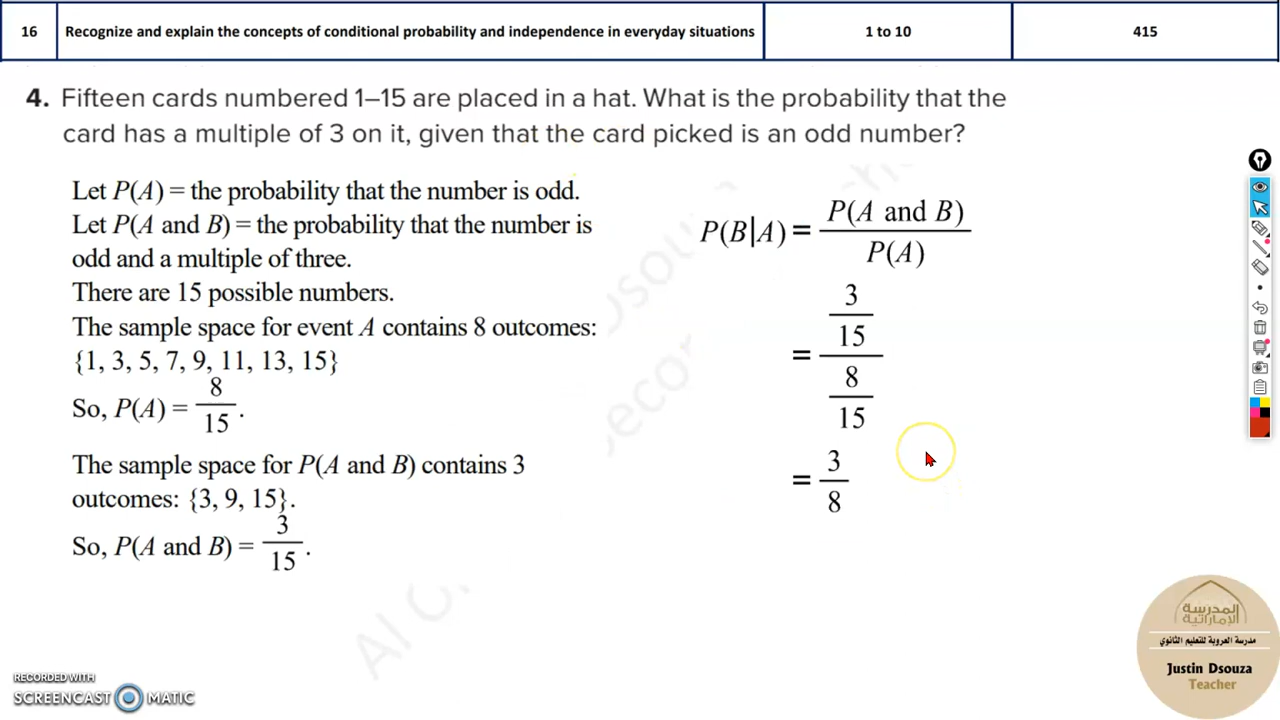 16 Recognize and explain the concepts of conditional probability and independence in everyday situations 1 to 10 415
4. Fifteen cards numbered 1–15 are placed in a hat. What is the probability that the
card has a multiple of 3 on it, given that the card picked is an odd number?
Let P(A) = the probability that the number is odd.
Let P(A and B) = the probability that the number is
odd and a multiple of three.
There are 15 possible numbers.
The sample space for event A contains 8 outcomes:
{1, 3, 5, 7, 9, 11, 13, 15}
So, P(A) = 8/15.
The sample space for P(A and B) contains 3
outcomes: {3, 9, 15}.
So, P(A and B) = 3/15.
P(B|A) = P(A and B)/P(A)
= 3/15 / 8/15
= 3/8
Al
المدرسة
الإماراتية
مدرسة العروبة للتعليم الثانوي
Justin Dsouza
Teacher
RECORDED WITH
SCREENCAST MATIC